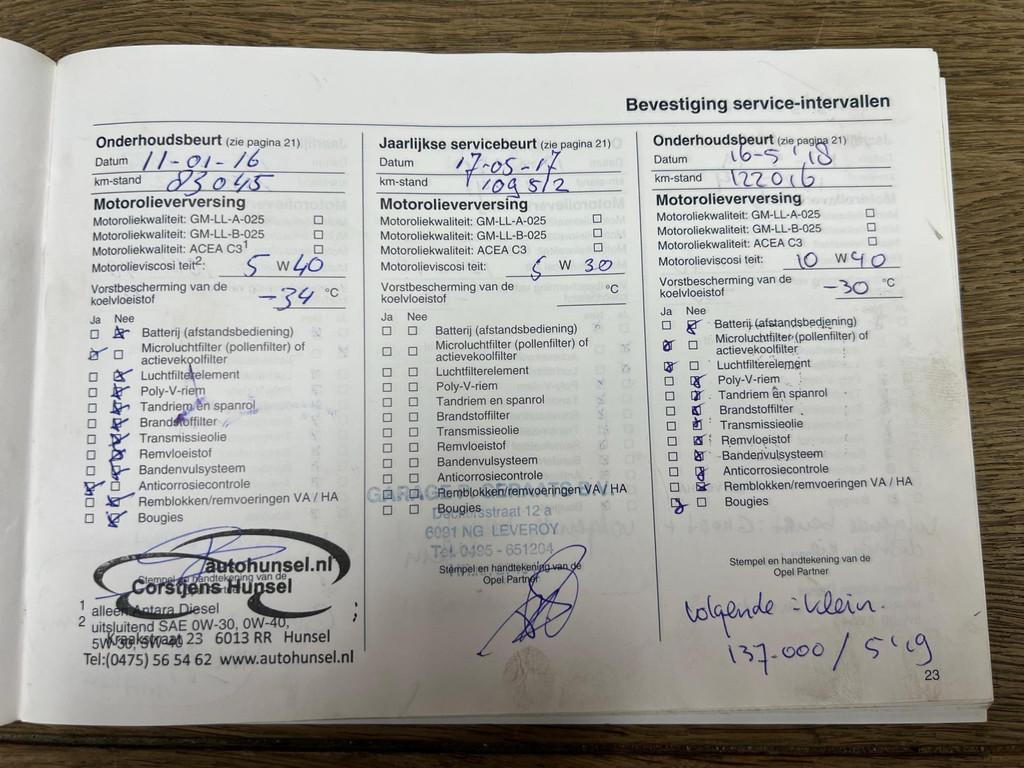 Bevestiging service-intervallen
Onderhoudsbeurt (zie pagina 21)
Datum 11-01-16
km-stand 83045
Motorolieverversing
Motoroliekwaliteit: GM-LL-A-025
Motoroliekwaliteit: GM-LL-B-025
Motoroliekwaliteit: ACEA C3¹
Motorolieviscosi teit²: 5 W 40
Vorstbescherming van de
koelvloeistof -34 °C
Ja Nee
Batterij (afstandsbediening)
Microluchtfilter (pollenfilter) of
actievekoolfilter
Luchtfilterelement
Poly-V-riem
Tandriem en spanrol
Brandstoffilter
Transmissieolie
Remvloeistof
Bandenvulsysteem
Anticorrosiecontrole
Remblokken/remvoeringen VA / HA
Bougies
autohunsel.nl
Stempel en handtekening van de
Corstjens Hunsel
1 alleen Antara Diesel
2 uitsluitend SAE 0W-30, 0W-40,
5W-30, 5W-40
Kraakstraat 23 6013 RR Hunsel
Tel:(0475) 56 54 62 www.autohunsel.nl
Jaarlijkse servicebeurt (zie pagina 21)
Datum 17-05-17
km-stand 109512
Motorolieverversing
Motoroliekwaliteit: GM-LL-A-025
Motoroliekwaliteit: GM-LL-B-025
Motoroliekwaliteit: ACEA C3
Motorolieviscosi teit: 5 W 30
Vorstbescherming van de
koelvloeistof °C
Ja Nee
Batterij (afstandsbediening)
Microluchtfilter (pollenfilter) of
actievekoolfilter
Luchtfilterelement
Poly-V-riem
Tandriem en spanrol
Brandstoffilter
Transmissieolie
Remvloeistof
Bandenvulsysteem
Anticorrosiecontrole
Remblokken/remvoeringen VA / HA
Bougies
GARAGE GERAATS B.V.
12 a
6091 NG LEVEROY
Tel. 0495 - 651204
Stempel en handtekening van de
Opel Partner
Onderhoudsbeurt (zie pagina 21)
Datum 16-5 '18
km-stand 122016
Motorolieverversing
Motoroliekwaliteit: GM-LL-A-025
Motoroliekwaliteit: GM-LL-B-025
Motoroliekwaliteit: ACEA C3
Motorolieviscosi teit: 10 W 40
Vorstbescherming van de
koelvloeistof -30 °C
Ja Nee
Batterij (afstandsbediening)
Microluchtfilter (pollenfilter) of
actievekoolfilter
Luchtfilterelement
Poly-V-riem
Tandriem en spanrol
Brandstoffilter
Transmissieolie
Remvloeistof
Bandenvulsysteem
Anticorrosiecontrole
Remblokken/remvoeringen VA / HA
Bougies
Stempel en handtekening van de
Opel Partner
Volgende : klein.
137.000 / 5'19
23